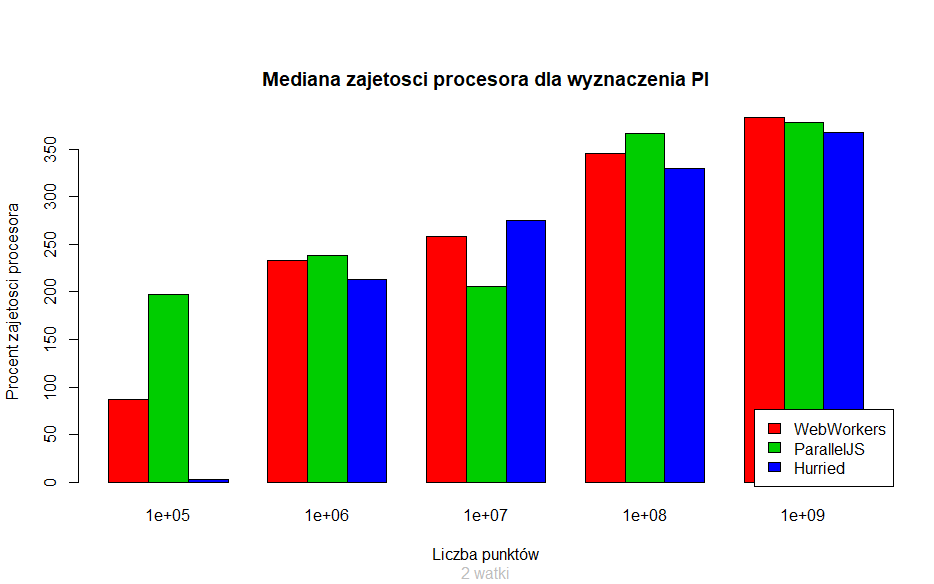 Mediana zajetosci procesora dla wyznaczenia PI
Procent zajetosci procesora
350
300
250
200
150
100
50
0
1e+05 1e+06 1e+07 1e+08 1e+09
WebWorkers
ParallelJS
Hurried
Liczba punktów
2 watki